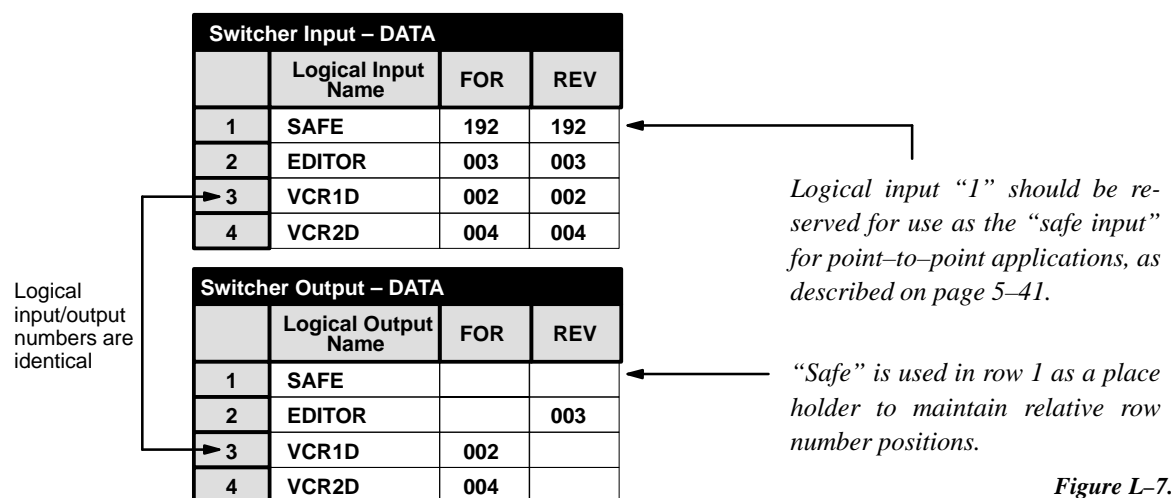 Switcher Input – DATA
Logical Input
Name
FOR
REV
1 SAFE 192 192
2 EDITOR 003 003
3 VCR1D 002 002
4 VCR2D 004 004
Logical input “1” should be re-
served for use as the “safe input”
for point–to–point applications, as
described on page 5–41.
Logical
input/output
numbers are
identical
Switcher Output – DATA
Logical Output
Name
FOR
REV
1 SAFE
2 EDITOR 003
3 VCR1D 002
4 VCR2D 004
“Safe” is used in row 1 as a place
holder to maintain relative row
number positions.
Figure L–7.